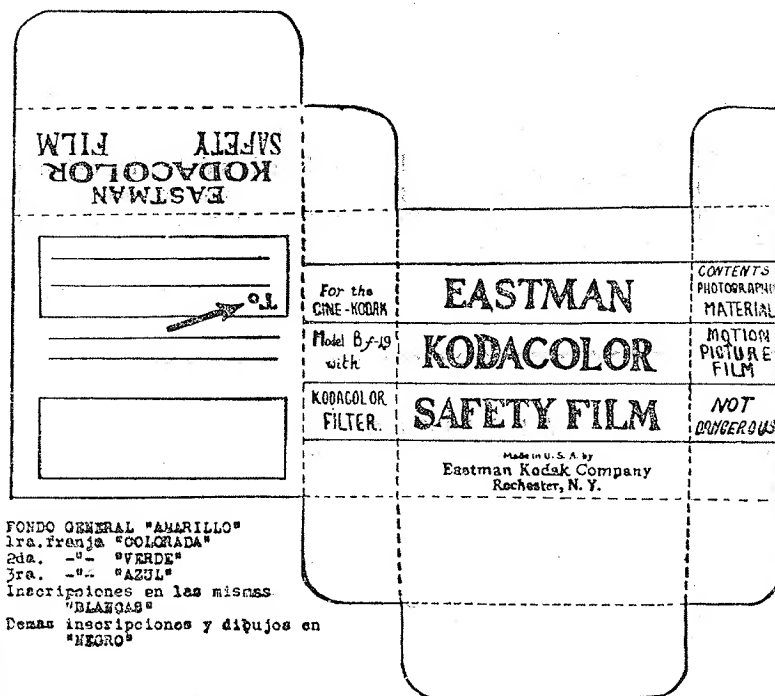 EASTMAN
KODACOLOR
SAFETY FILM
To
For the
CINE-KODAK
Model B f-1.9
with
KODACOLOR
FILTER.
EASTMAN
KODACOLOR
SAFETY FILM
Made in U. S. A. by
Eastman Kodak Company
Rochester, N. Y.
CONTENTS
PHOTOGRAPHIC
MATERIAL
MOTION
PICTURE
FILM
NOT
DANGEROUS
FONDO GENERAL "AMARILLO"
1ra.franja "COLORADA"
2da. -"- "VERDE"
3ra. -"- "AZUL"
Inscripciones en las mismas
"BLANCAS"
Demas inscripciones y dibujos en
"NEGRO"